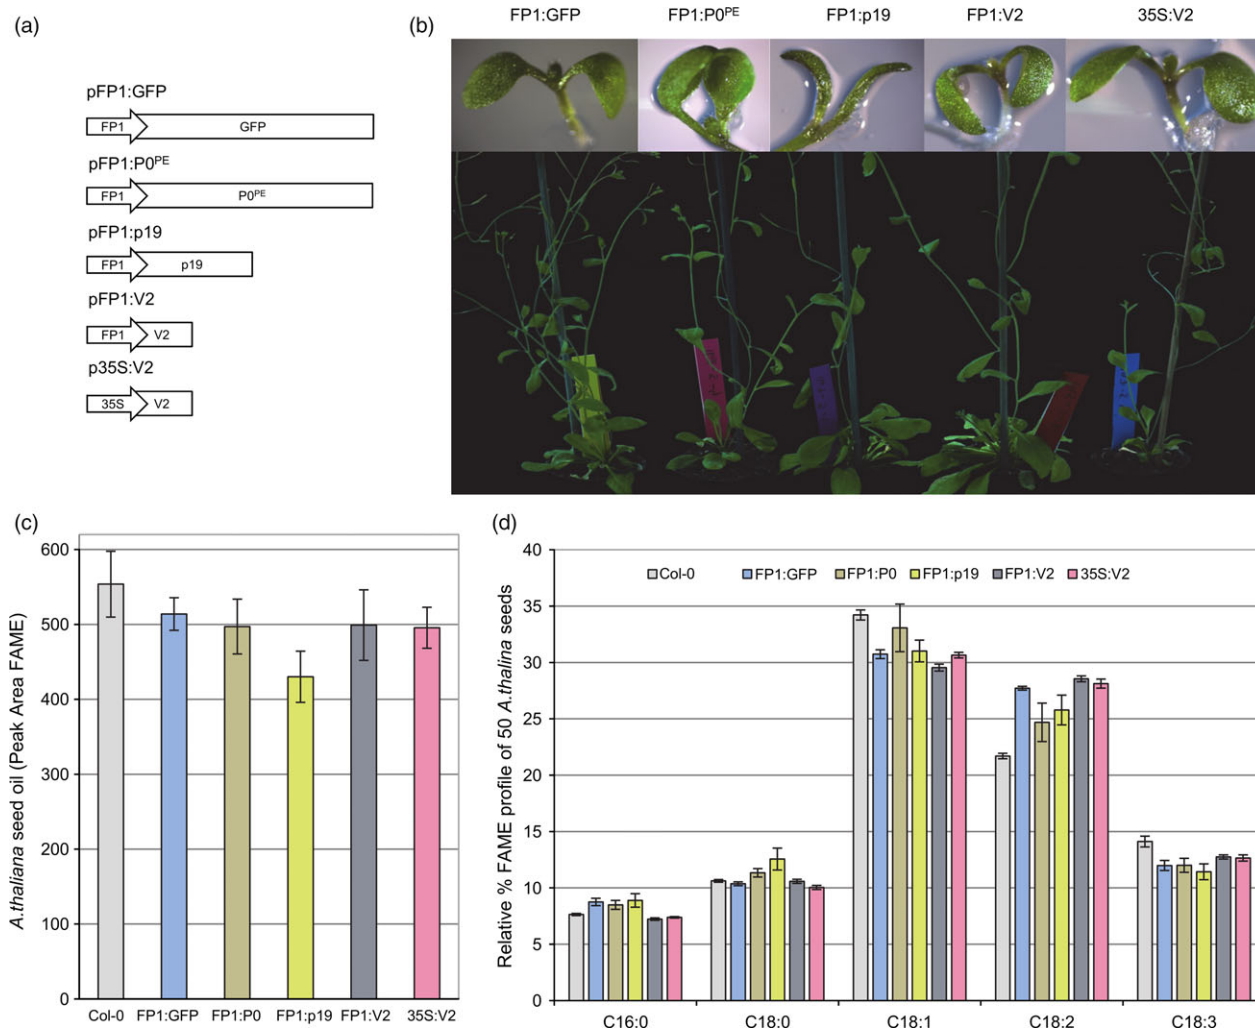 (a)
pFP1:GFP
FP1 GFP
pFP1:P0PE
FP1 P0PE
pFP1:p19
FP1 p19
pFP1:V2
FP1 V2
p35S:V2
35S V2
(b)
FP1:GFP FP1:P0PE FP1:p19 FP1:V2 35S:V2
(c)
A.thaliana seed oil (Peak Area FAME)
600
500
400
300
200
100
0
Col-0 FP1:GFP FP1:P0 FP1:p19 FP1:V2 35S:V2
(d)
Relative % FAME profile of 50 A.thalina seeds
40
35
30
25
20
15
10
5
0
Col-0 FP1:GFP FP1:P0 FP1:p19 FP1:V2 35S:V2
C16:0 C18:0 C18:1 C18:2 C18:3